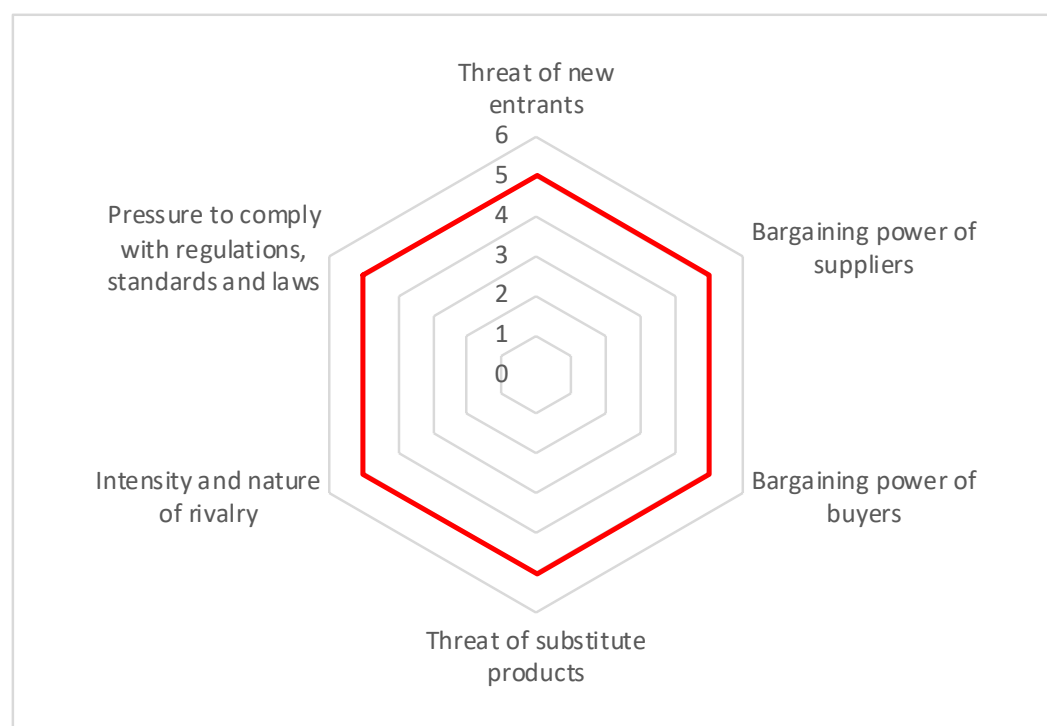 Threat of new
entrants
6
5
4
3
2
1
0
Pressure to comply
with regulations,
standards and laws
Bargaining power of
suppliers
Intensity and nature
of rivalry
Bargaining power of
buyers
Threat of substitute
products